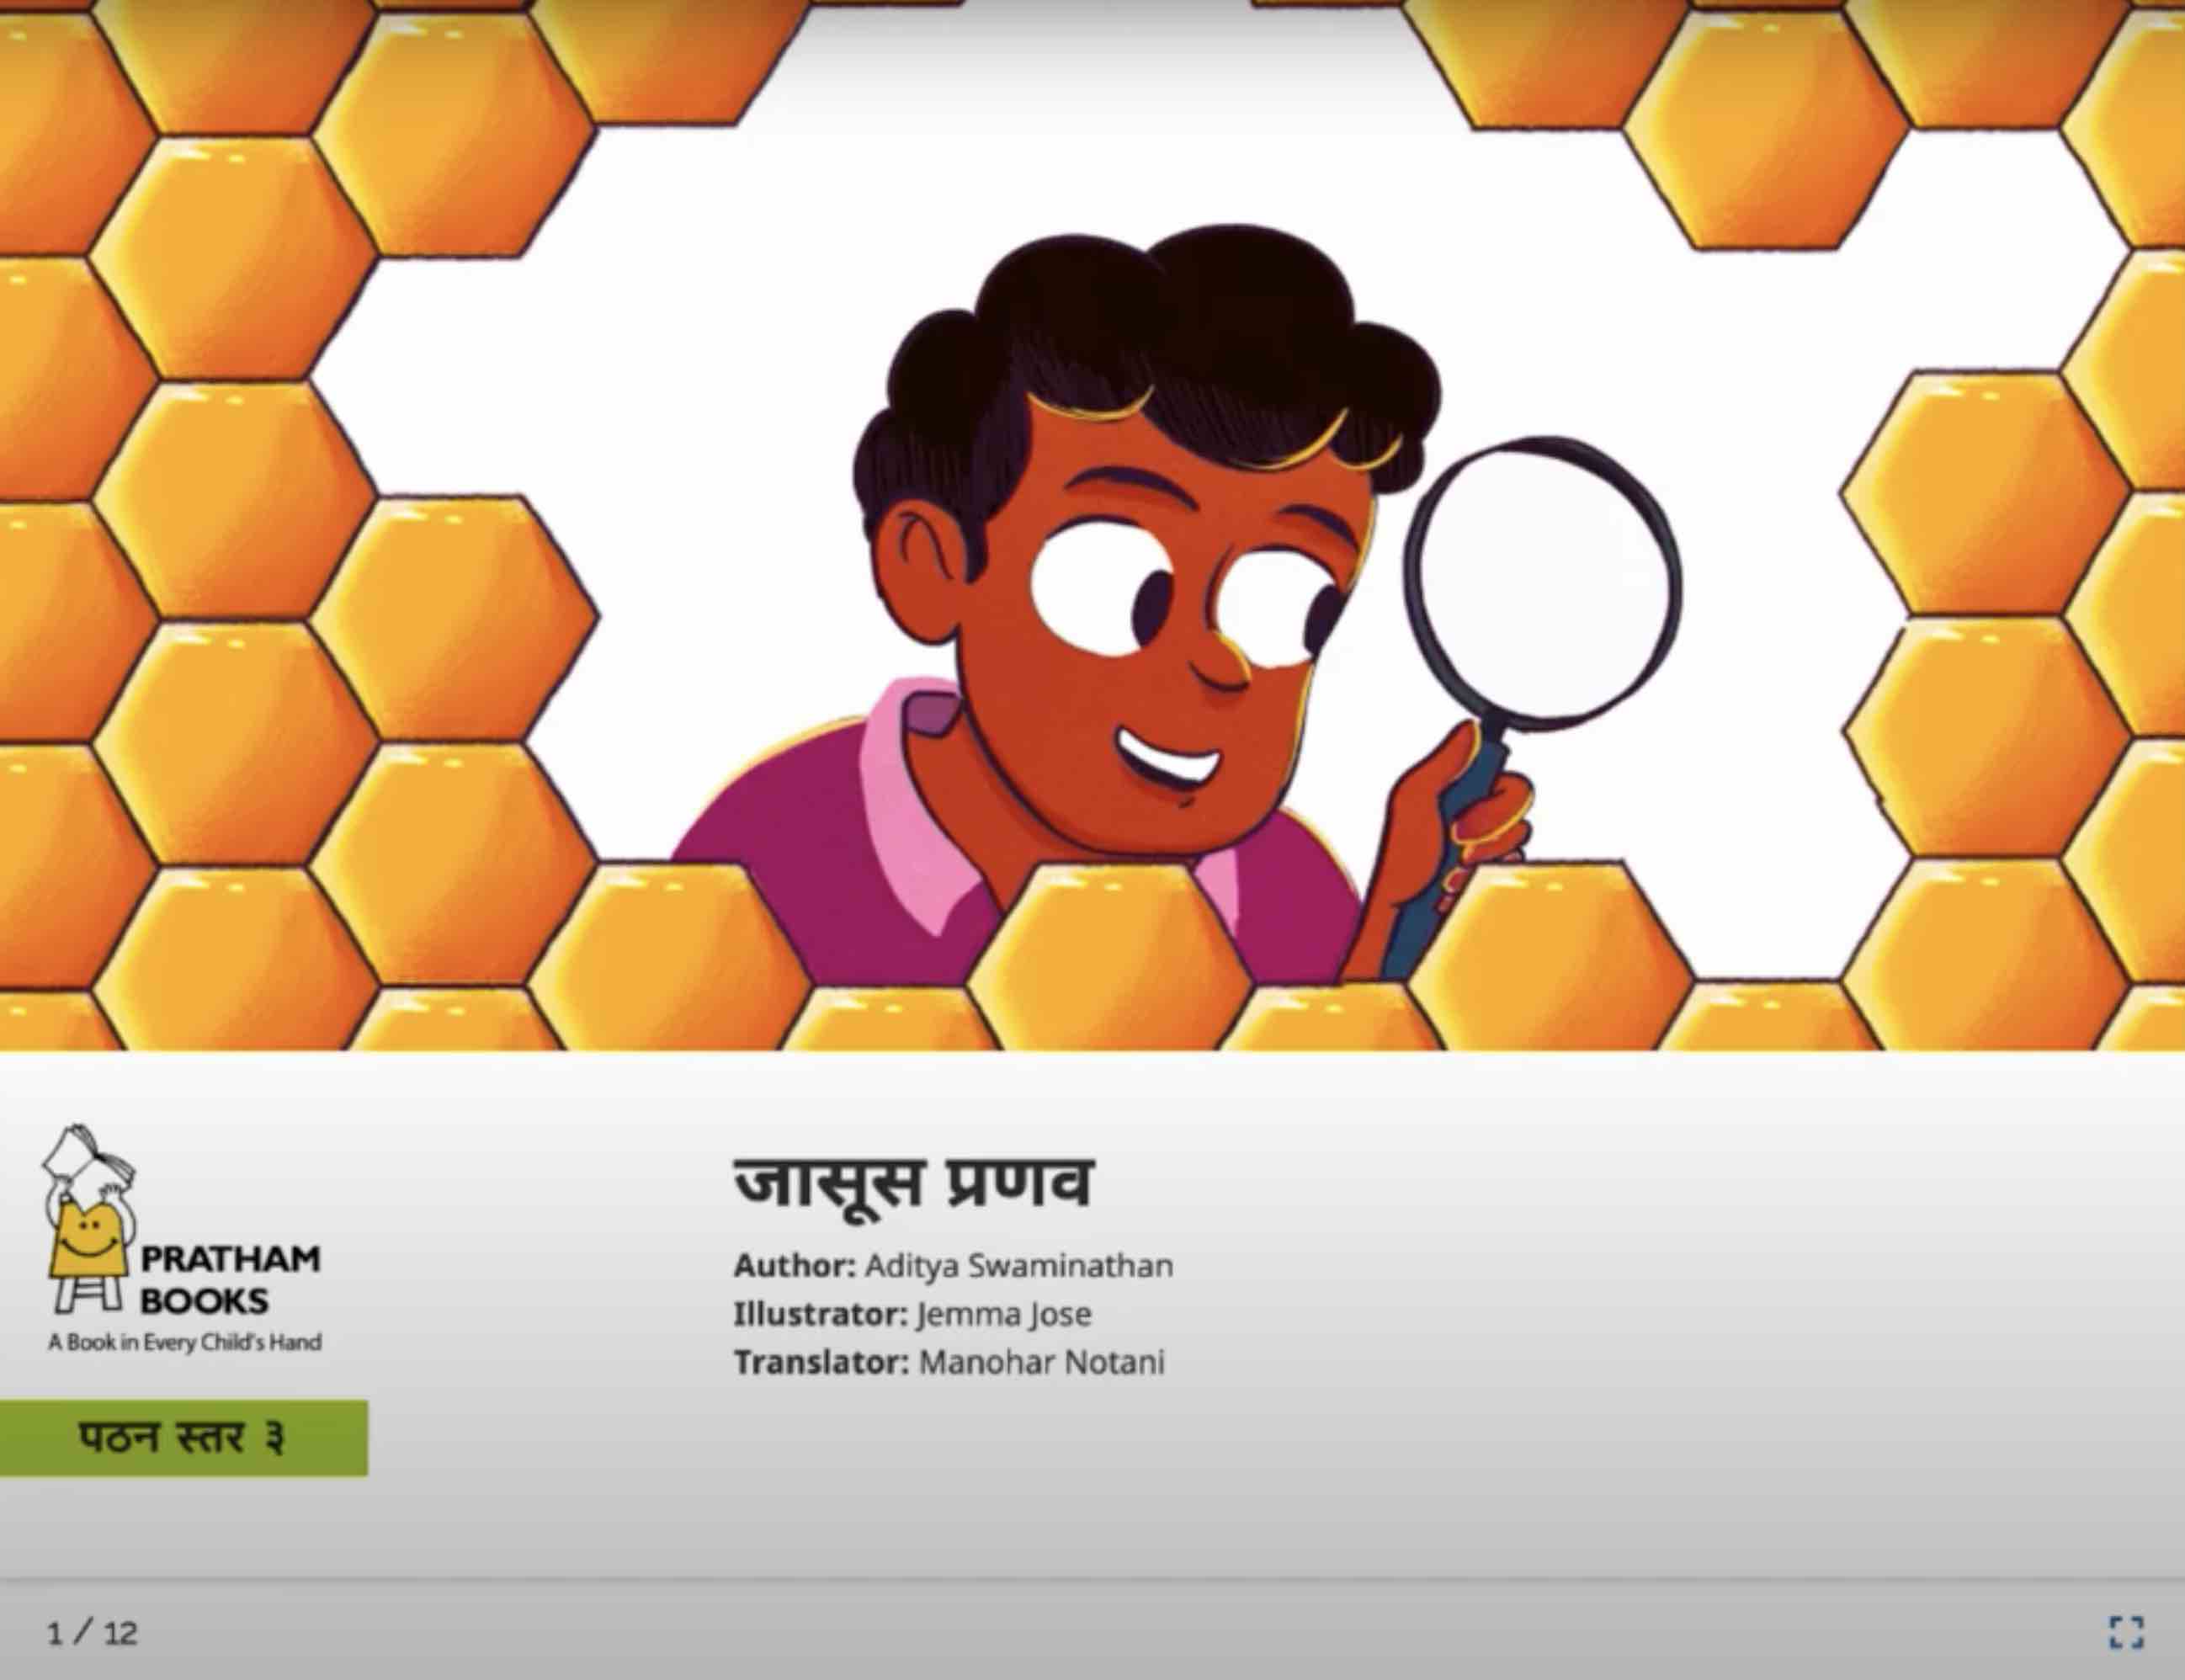 जासूस प्रणव
Author: Aditya Swaminathan
Illustrator: Jemma Jose
Translator: Manohar Notani
PRATHAM
BOOKS
A Book in Every Child's Hand
पठन स्तर ३
1 / 12